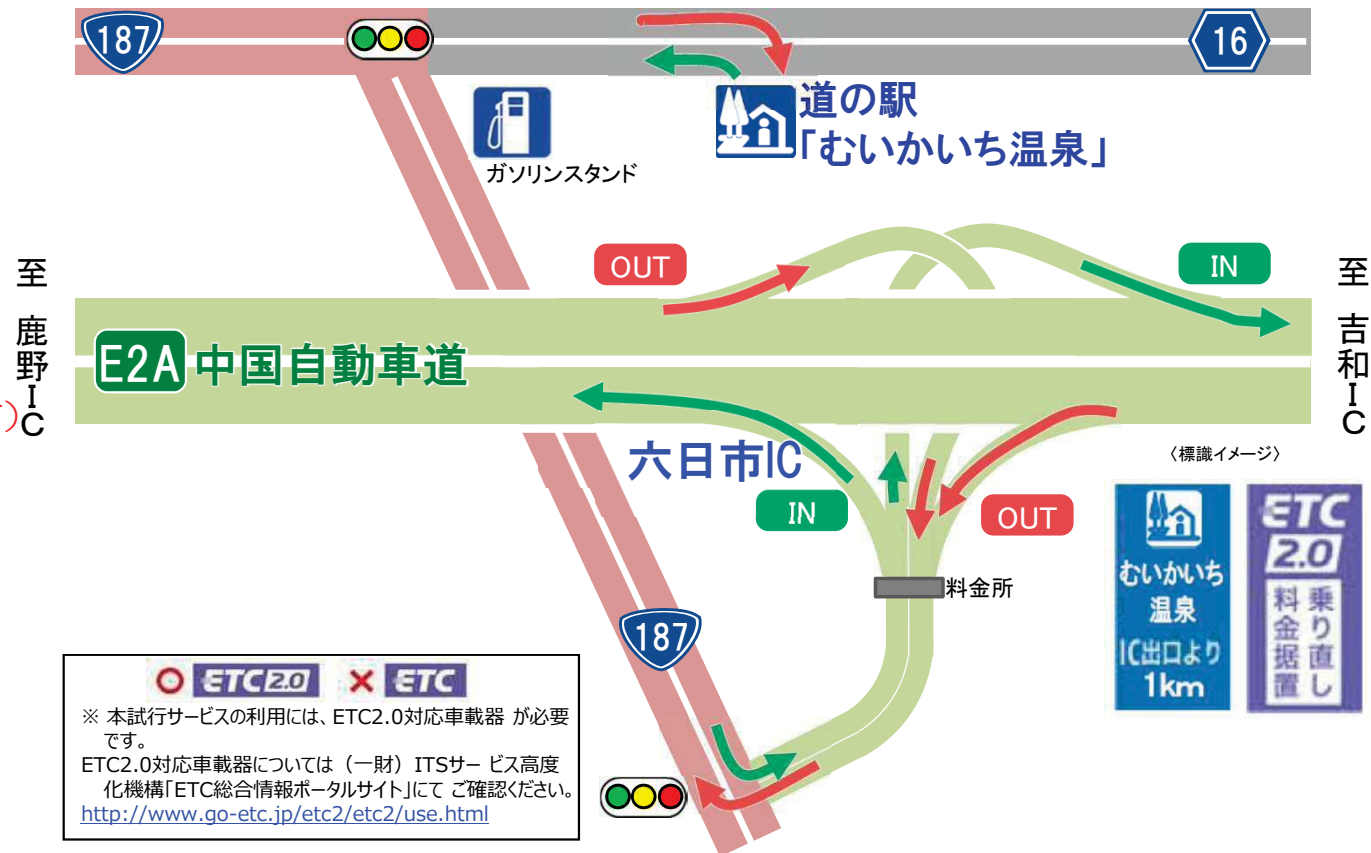 187
16
道の駅
「むいかいち温泉」
ガソリンスタンド
OUT
IN
至 鹿野IC
)
至 吉和IC
E2A 中国自動車道
六日市IC
IN
OUT
料金所
〈標識イメージ〉
むいかいち
温泉
IC出口より
1km
ETC
2.0
乗り直し
料金据置
187
○ ETC2.0 × ETC
※ 本試行サービスの利用には、ETC2.0対応車載器 が必要
です。
ETC2.0対応車載器については（一財）ITSサー ビス高度
化機構「ETC総合情報ポータルサイト」にて ご確認ください。
http://www.go-etc.jp/etc2/etc2/use.html